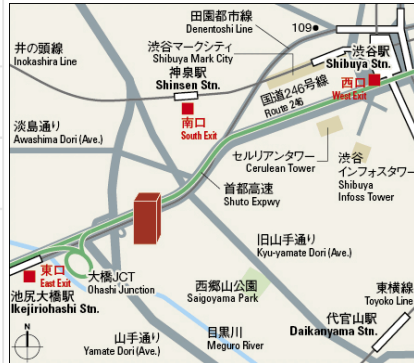 田園都市線
Denentoshi Line
109
井の頭線
Inokashira Line
渋谷マークシティ
Shibuya Mark City
渋谷駅
Shibuya Stn.
神泉駅
Shinsen Stn.
西口
West Exit
国道246号線
Route 246
南口
South Exit
淡島通り
Awashima Dori (Ave.)
セルリアンタワー
Cerulean Tower
渋谷
インフォスタワー
Shibuya
Infoss Tower
首都高速
Shuto Expwy
旧山手通り
Kyu-yamate Dori (Ave.)
東口
East Exit
大橋JCT
Ohashi Junction
西郷山公園
Saigoyama Park
東横線
Toyoko Line
池尻大橋駅
Ikejiriohashi Stn.
代官山駅
Daikanyama Stn.
目黒川
Meguro River
山手通り
Yamate Dori (Ave.)
N